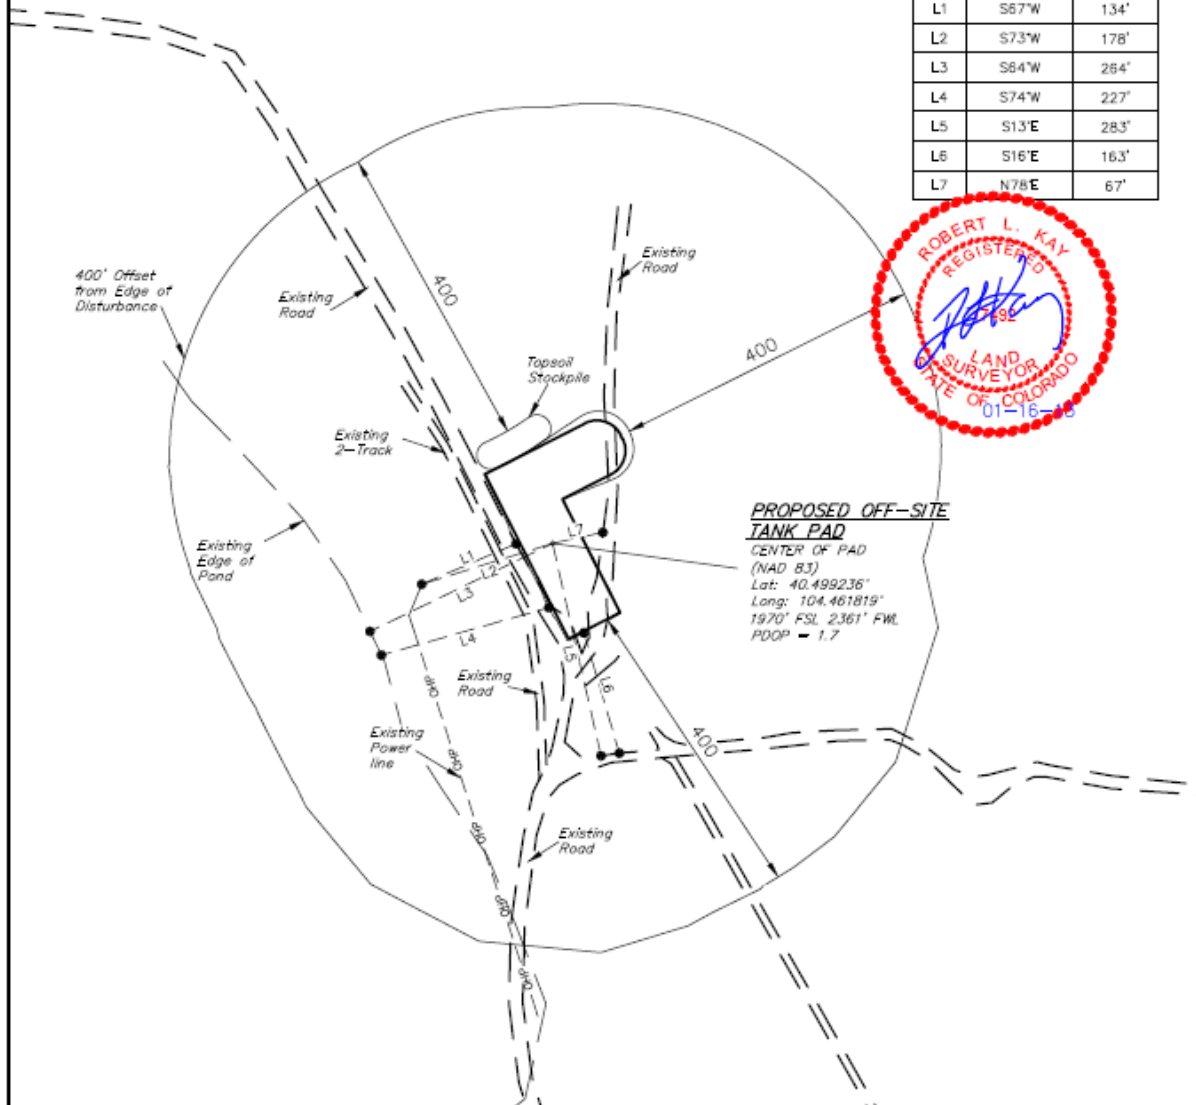 L1 S67°W 134'
L2 S73°W 178'
L3 S64°W 264'
L4 S74°W 227'
L5 S13°E 283'
L6 S16°E 163'
L7 N78°E 67'
ROBERT L. KAY
REGISTERED
LAND
SURVEYOR
STATE OF COLORADO
01-16-
400' Offset
from Edge of
Disturbance
Existing
Road
400
Existing
Road
400
Topsoil
Stockpile
Existing
2-Track
Existing
Edge of
Pond
L1
L2
L3
L4
L7
L5
L6
PROPOSED OFF-SITE
TANK PAD
CENTER OF PAD
(NAD 83)
Lat: 40.499236°
Long: 104.461819°
1970' FSL 2361' FWL
PDOP = 1.7
Existing
Road
OHP
Existing
Power
line
OHP
400
OHP
Existing
Road
OHP
OHP